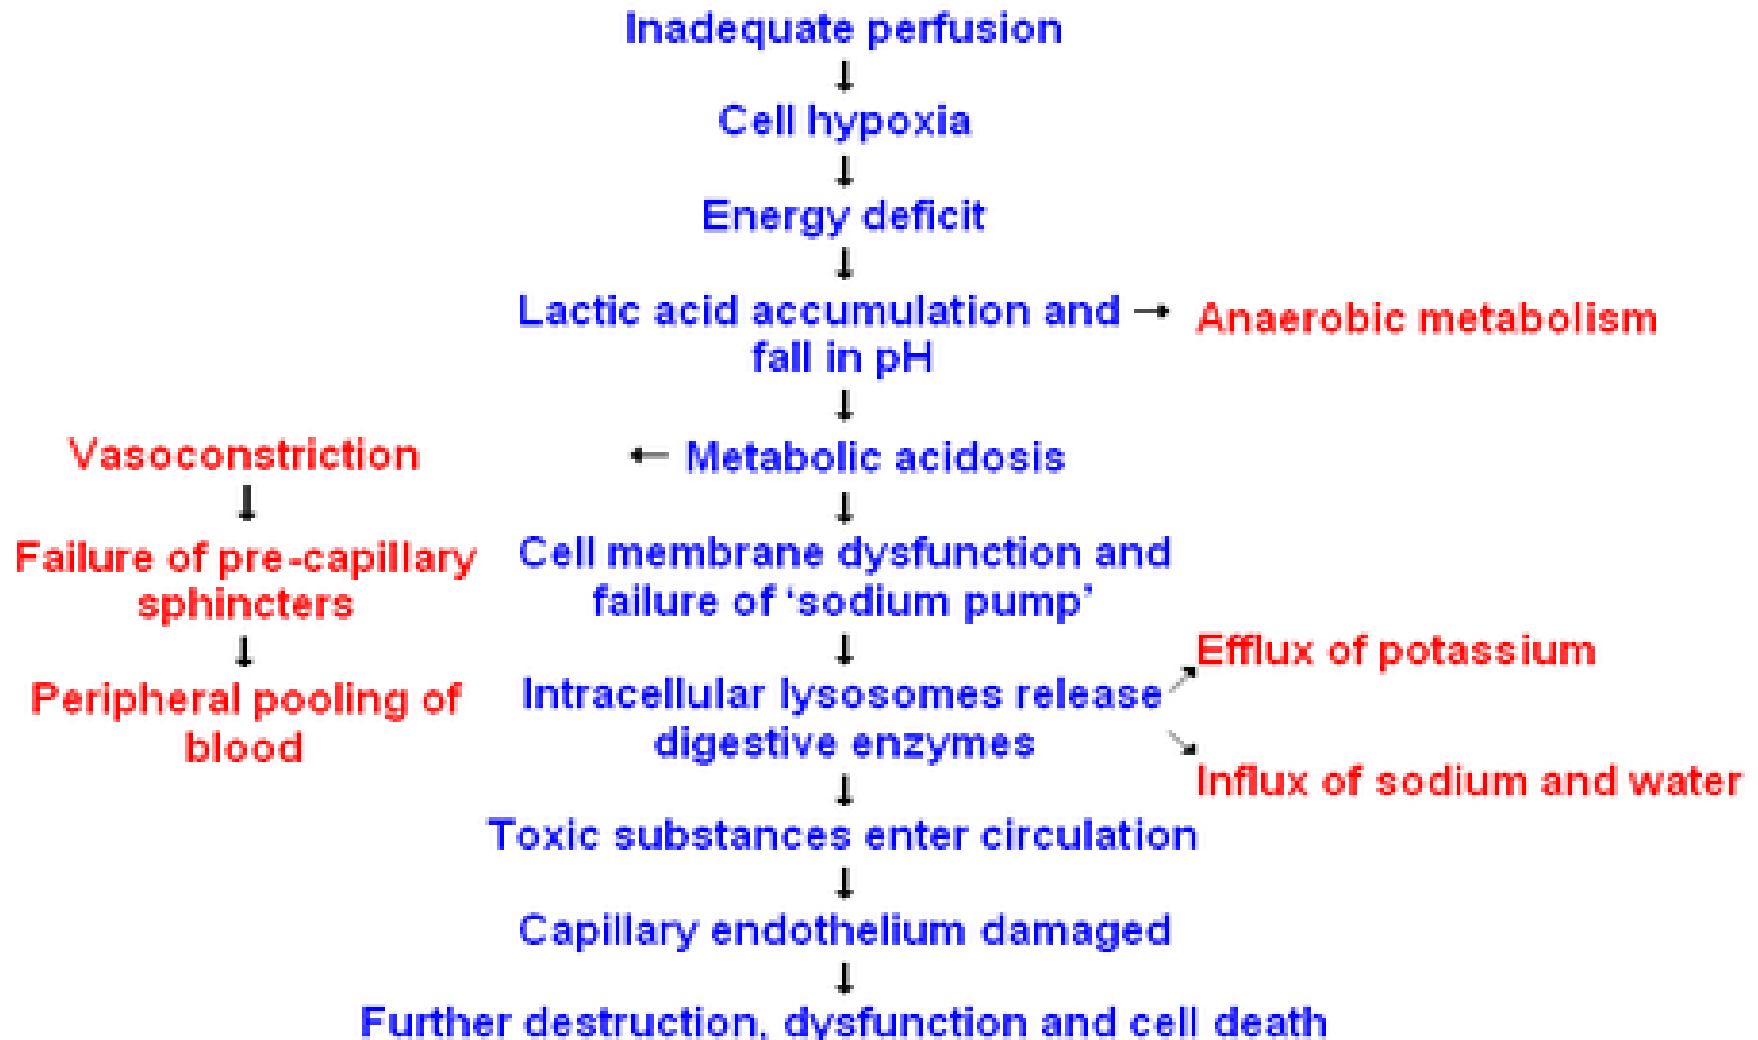 Inadequate perfusion
Cell hypoxia
Energy deficit
Lactic acid accumulation and
fall in pH
Anaerobic metabolism
Metabolic acidosis
Vasoconstriction
Failure of pre-capillary
sphincters
Peripheral pooling of
blood
Cell membrane dysfunction and
failure of ‘sodium pump’
Intracellular lysosomes release
digestive enzymes
Efflux of potassium
Influx of sodium and water
Toxic substances enter circulation
Capillary endothelium damaged
Further destruction, dysfunction and cell death